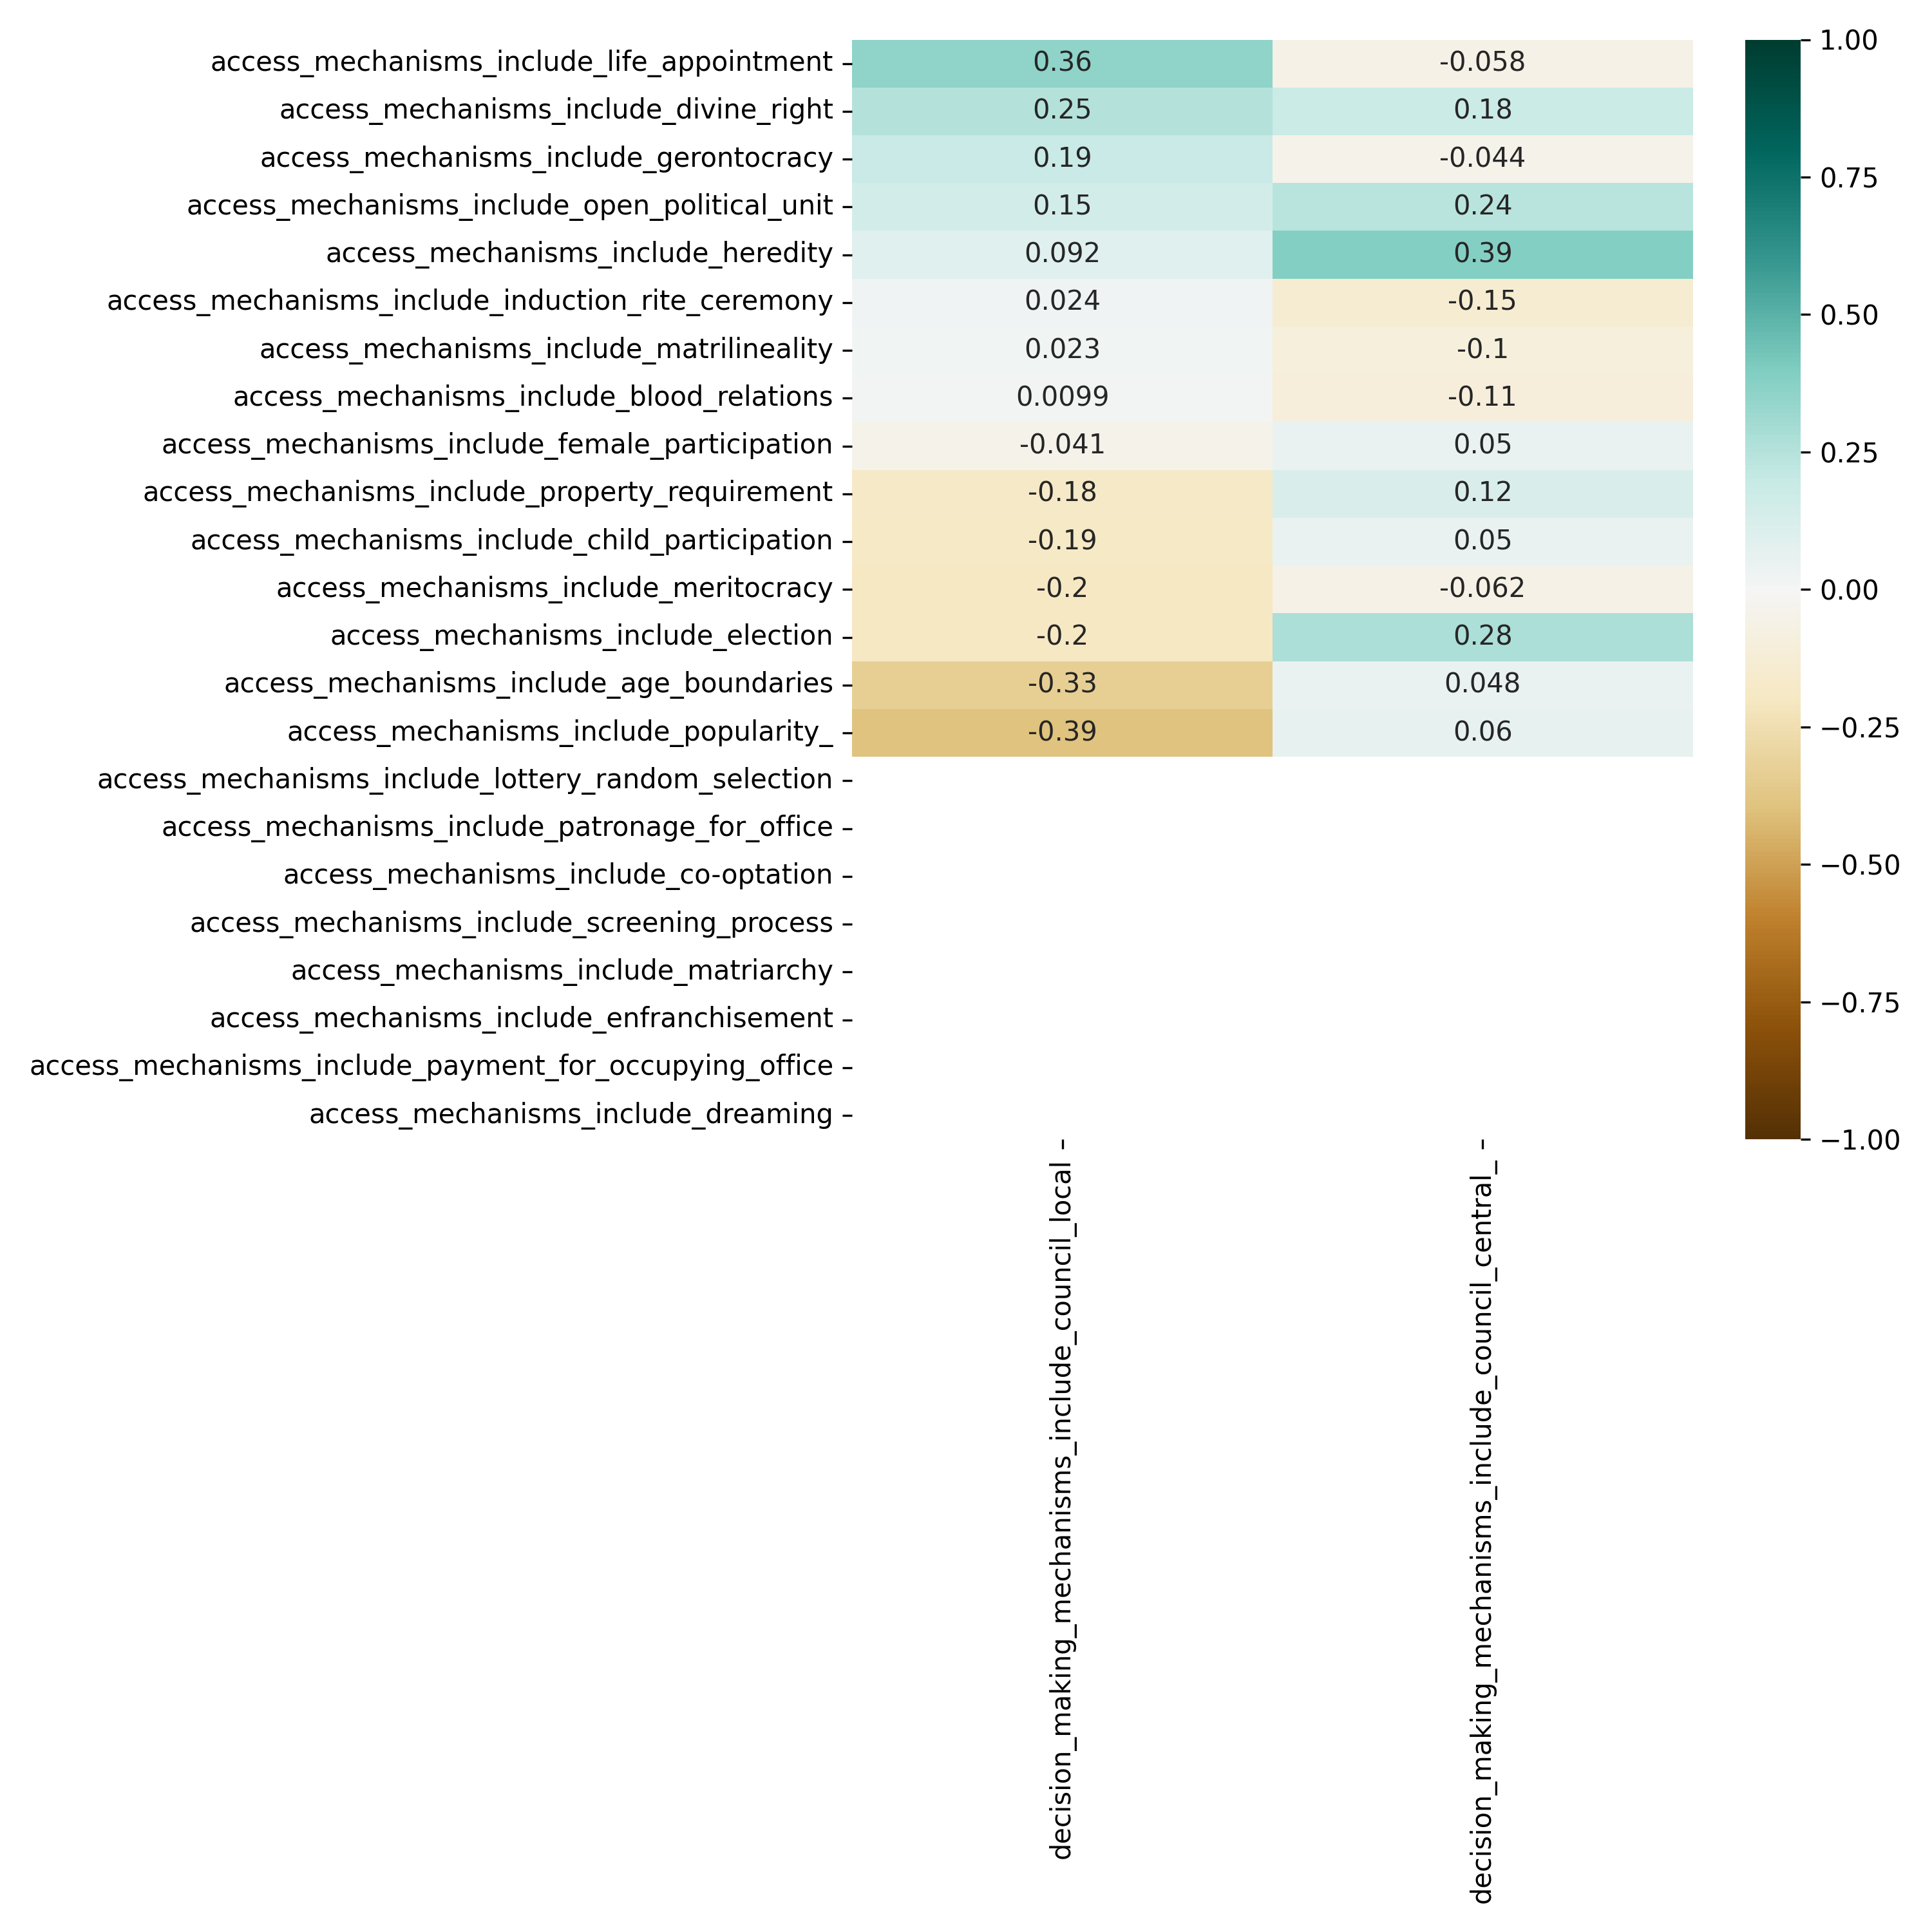 access_mechanisms_include_life_appointment 0.36 -0.058
access_mechanisms_include_divine_right 0.25 0.18
access_mechanisms_include_gerontocracy 0.19 -0.044
access_mechanisms_include_open_political_unit 0.15 0.24
access_mechanisms_include_heredity 0.092 0.39
access_mechanisms_include_induction_rite_ceremony 0.024 -0.15
access_mechanisms_include_matrilineality 0.023 -0.1
access_mechanisms_include_blood_relations 0.0099 -0.11
access_mechanisms_include_female_participation -0.041 0.05
access_mechanisms_include_property_requirement -0.18 0.12
access_mechanisms_include_child_participation -0.19 0.05
access_mechanisms_include_meritocracy -0.2 -0.062
access_mechanisms_include_election -0.2 0.28
access_mechanisms_include_age_boundaries -0.33 0.048
access_mechanisms_include_popularity_ -0.39 0.06
access_mechanisms_include_lottery_random_selection
access_mechanisms_include_patronage_for_office
access_mechanisms_include_co-optation
access_mechanisms_include_screening_process
access_mechanisms_include_matriarchy
access_mechanisms_include_enfranchisement
access_mechanisms_include_payment_for_occupying_office
access_mechanisms_include_dreaming
decision_making_mechanisms_include_council_local
decision_making_mechanisms_include_council_central_
1.00
0.75
0.50
0.25
0.00
−0.25
−0.50
−0.75
−1.00